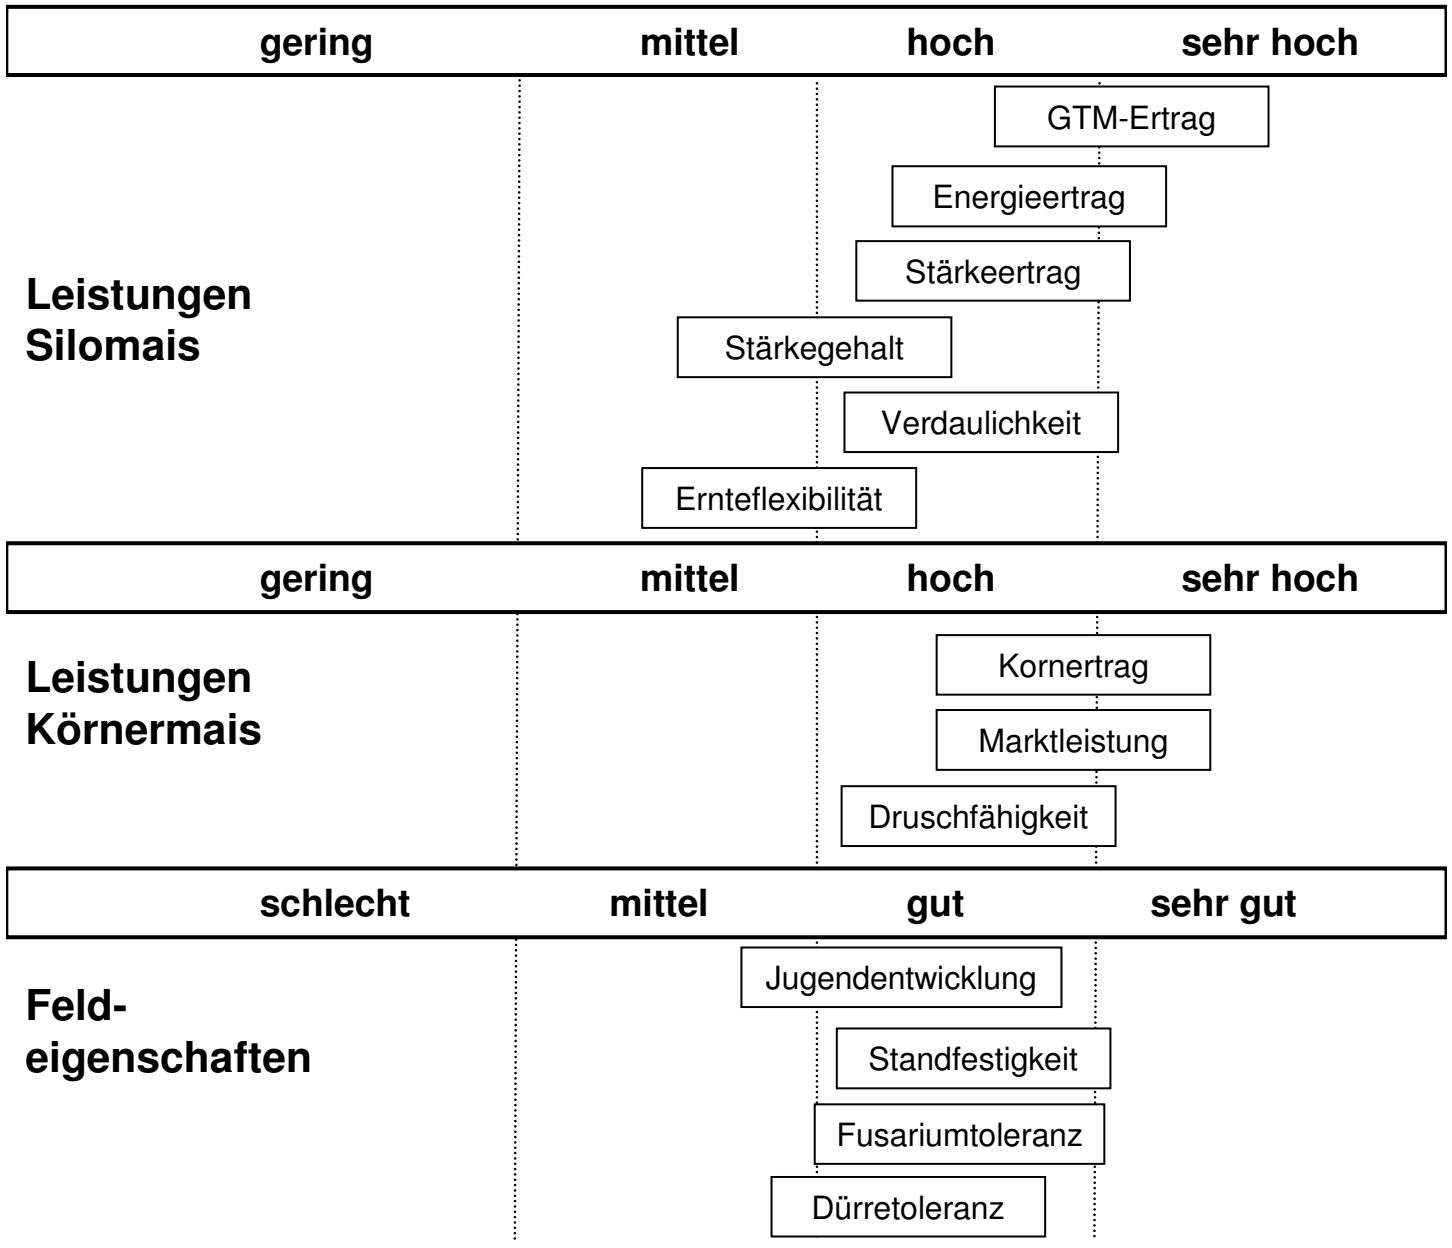 gering mittel hoch sehr hoch
GTM-Ertrag
Energieertrag
Stärkeertrag
Leistungen
Silomais
Stärkegehalt
Verdaulichkeit
Ernteflexibilität
gering mittel hoch sehr hoch
Leistungen
Körnermais
Kornertrag
Marktleistung
Druschfähigkeit
schlecht mittel gut sehr gut
Feld-
eigenschaften
Jugendentwicklung
Standfestigkeit
Fusariumtoleranz
Dürretoleranz